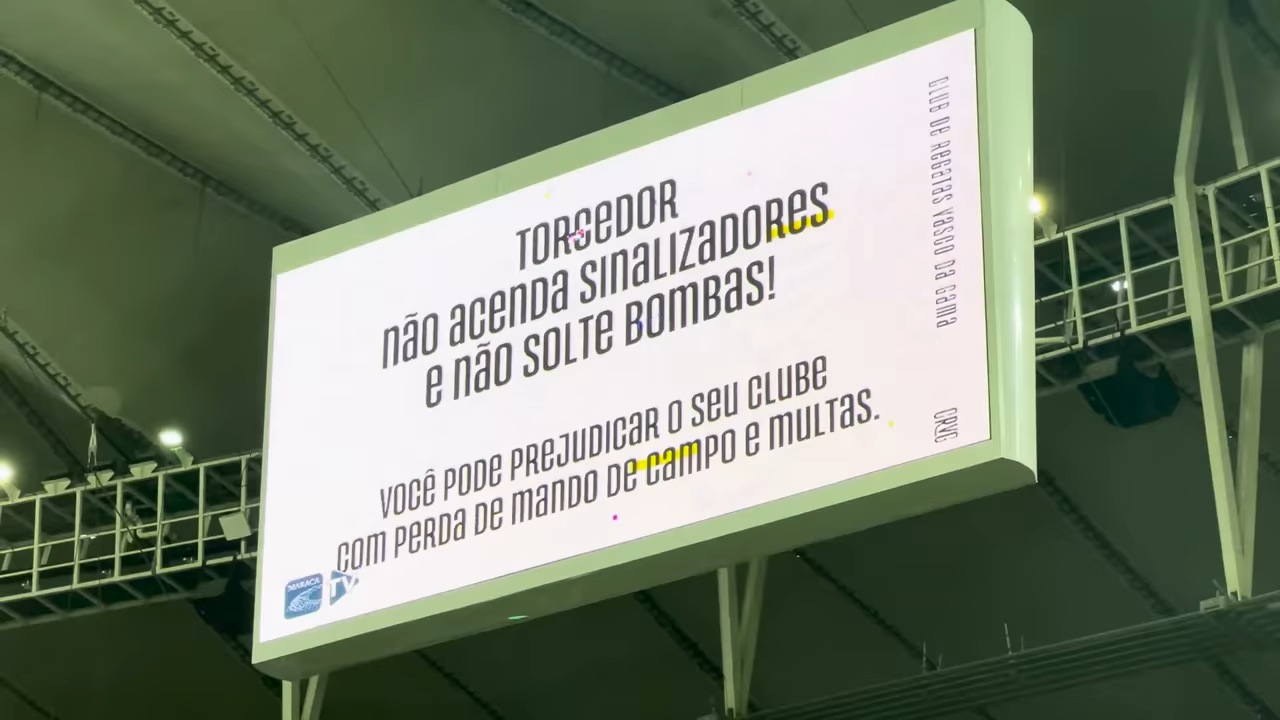 TORCEDOR
não acenda sinalizadores
e não solte bombas!
você pode prejudicar o seu clube
com perda de mando de campo e multas.
CLUB DE REGATAS VASCO DA GAMA
CRVG
MARACA
TV